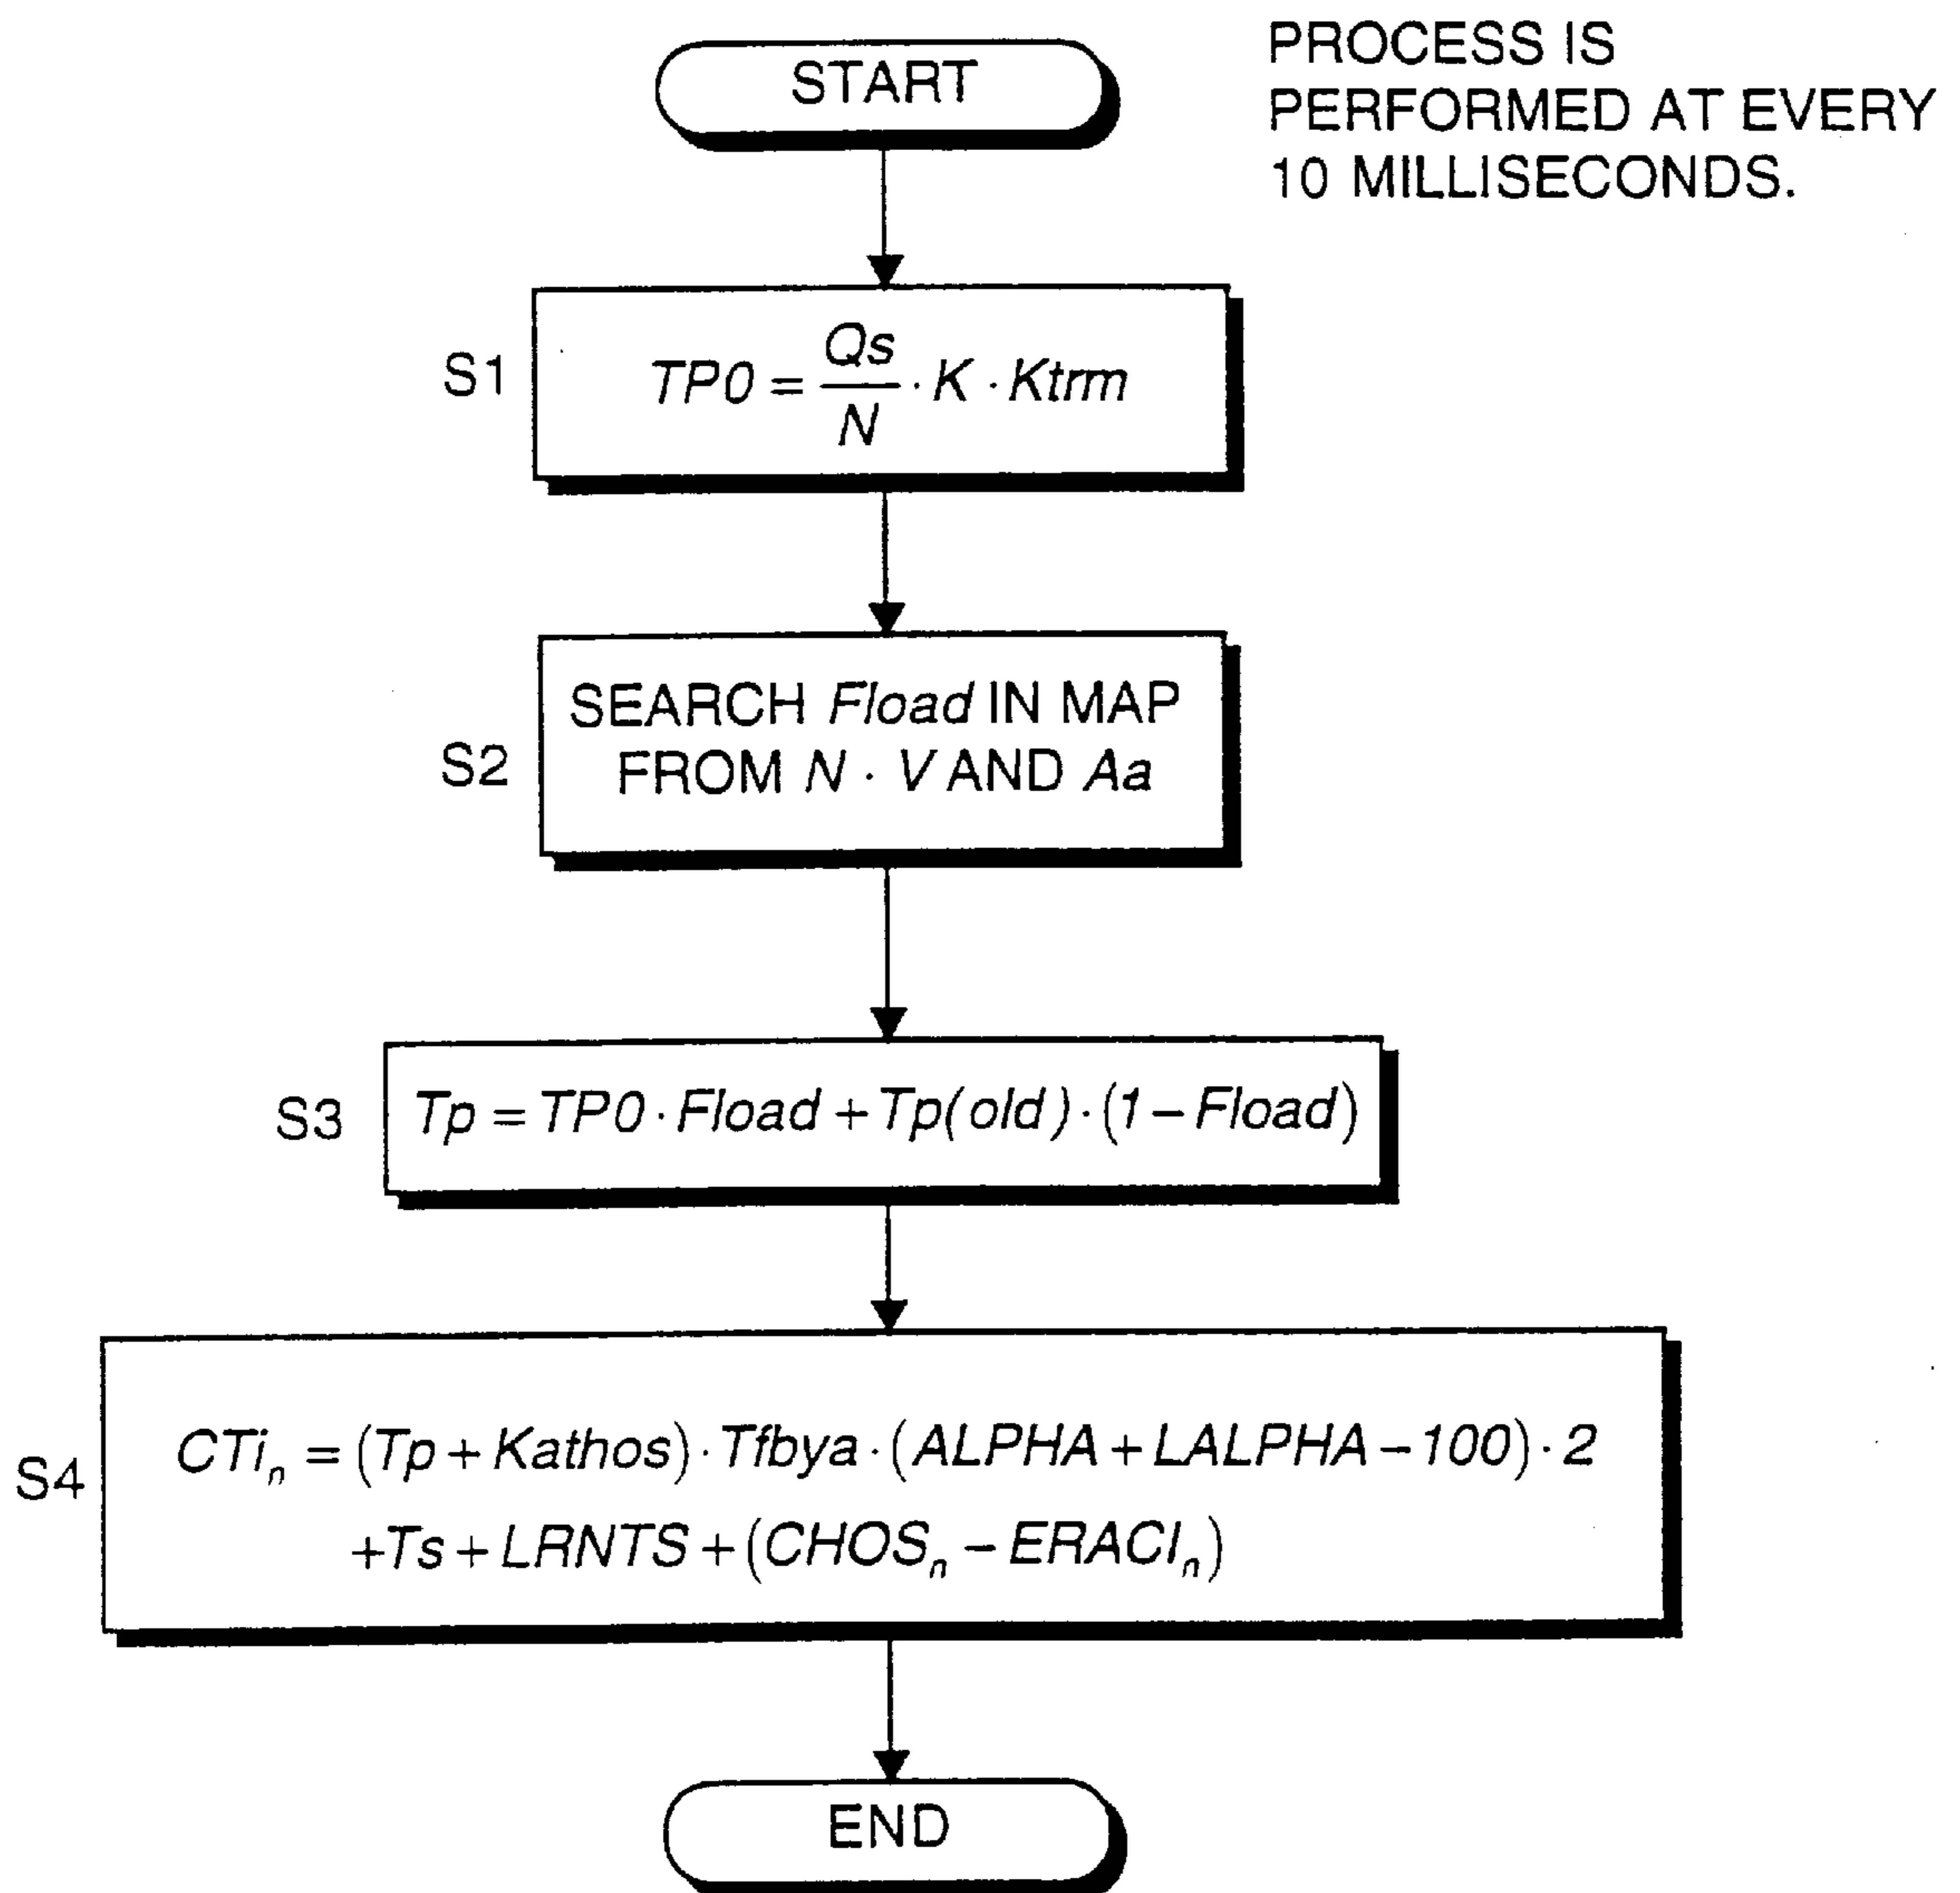 START
PROCESS IS
PERFORMED AT EVERY
10 MILLISECONDS.
S1
TP0 = Qs/N · K · Ktrm
S2
SEARCH Fload IN MAP
FROM N · V AND Aa
S3
Tp = TP0 · Fload + Tp(old) · (1 − Fload)
S4
CTiₙ = (Tp + Kathos) · Tfbya · (ALPHA + LALPHA − 100) · 2
+Ts + LRNTS + (CHOSₙ − ERACIₙ)
END